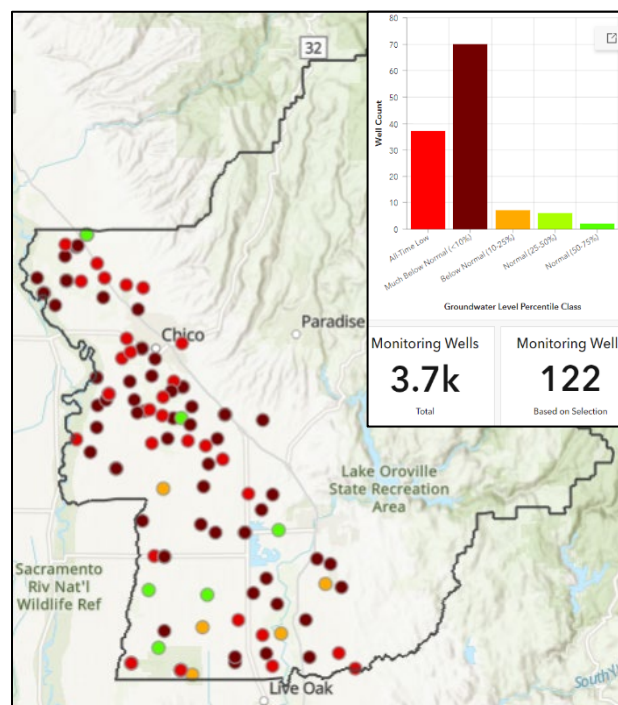 32
Chico
Paradise
Lake Oroville
State Recreation
Area
Sacramento
Riv Nat'l
Wildlife Ref
Live Oak
South Y
80
70
60
50
40
30
20
10
0
Well Count
All-Time Low
Much Below Normal (<10%)
Below Normal (10-25%)
Normal (25-50%)
Normal (50-75%)
Groundwater Level Percentile Class
Monitoring Wells
3.7k
Total
Monitoring Well
122
Based on Selection